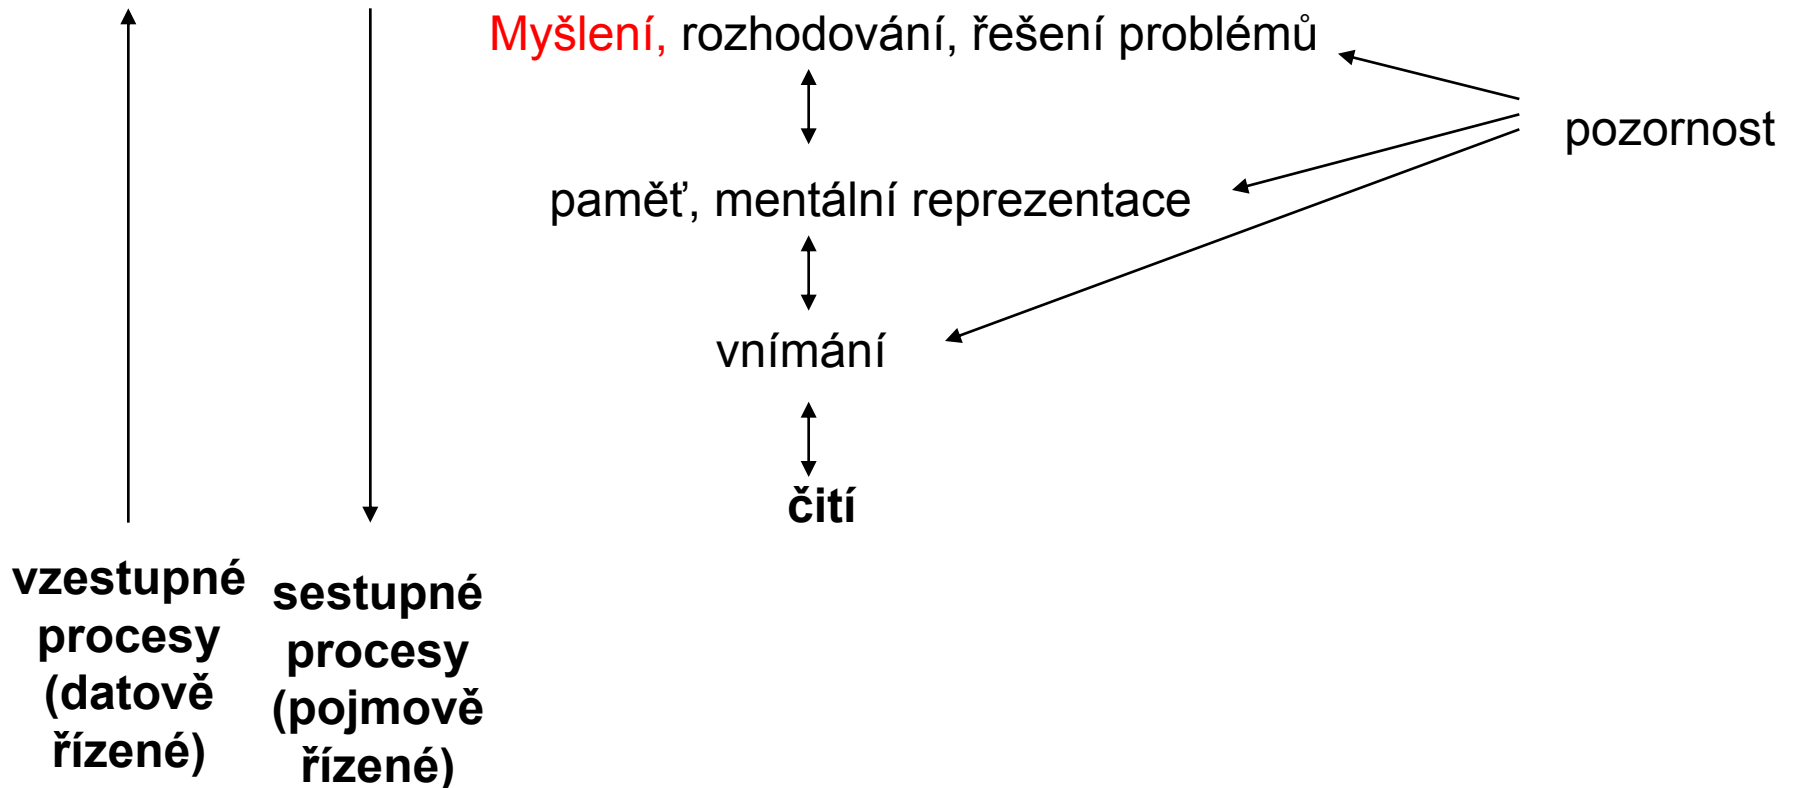 Myšlení, rozhodování, řešení problémů
pozornost
paměť, mentální reprezentace
vnímání
čití
vzestupné
procesy
(datově
řízené)
sestupné
procesy
(pojmově
řízené)